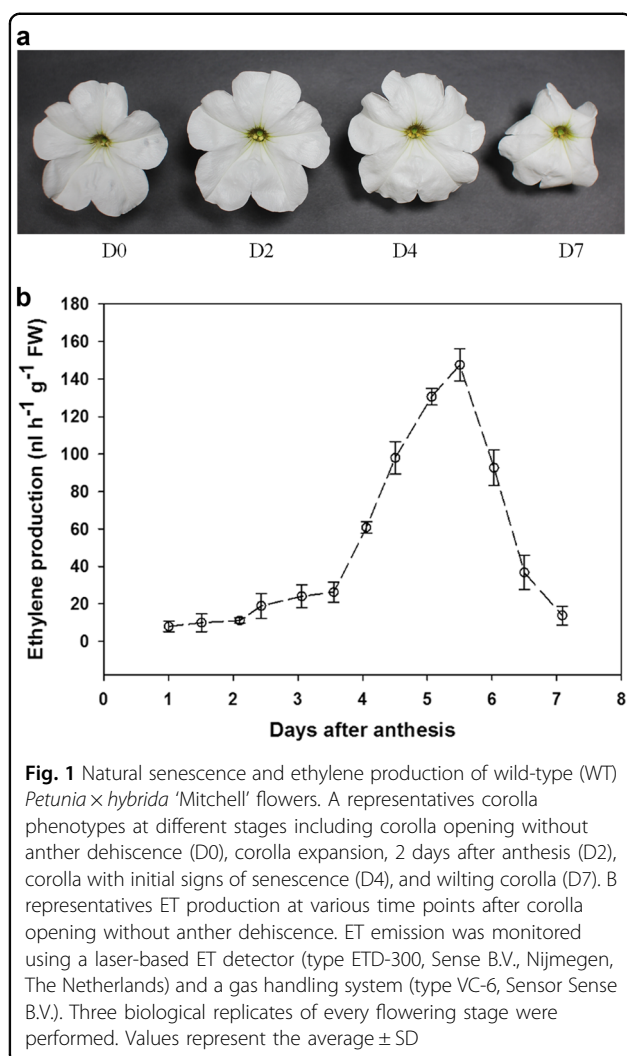 a
D0 D2 D4 D7
b
180
160
140
120
100
80
60
40
20
0
Ethylene production (nl h⁻¹ g⁻¹ FW)
0 1 2 3 4 5 6 7 8
Days after anthesis
Fig. 1 Natural senescence and ethylene production of wild-type (WT)
Petunia × hybrida ‘Mitchell’ flowers. A representatives corolla
phenotypes at different stages including corolla opening without
anther dehiscence (D0), corolla expansion, 2 days after anthesis (D2),
corolla with initial signs of senescence (D4), and wilting corolla (D7). B
representatives ET production at various time points after corolla
opening without anther dehiscence. ET emission was monitored
using a laser-based ET detector (type ETD-300, Sense B.V., Nijmegen,
The Netherlands) and a gas handling system (type VC-6, Sensor Sense
B.V.). Three biological replicates of every flowering stage were
performed. Values represent the average ± SD